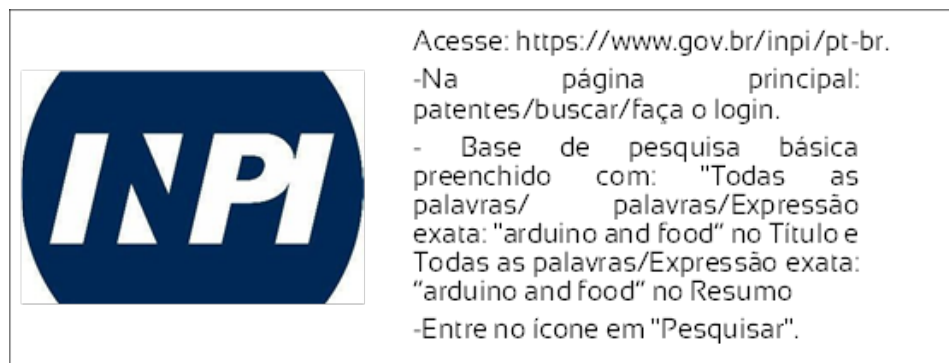 INPI
Acesse: https://www.gov.br/inpi/pt-br.
-Na página principal:
patentes/buscar/faça o login.
- Base de pesquisa básica
preenchido com: "Todas as
palavras/ palavras/Expressão
exata: "arduino and food” no Título e
Todas as palavras/Expressão exata:
“arduino and food” no Resumo
-Entre no ícone em "Pesquisar".